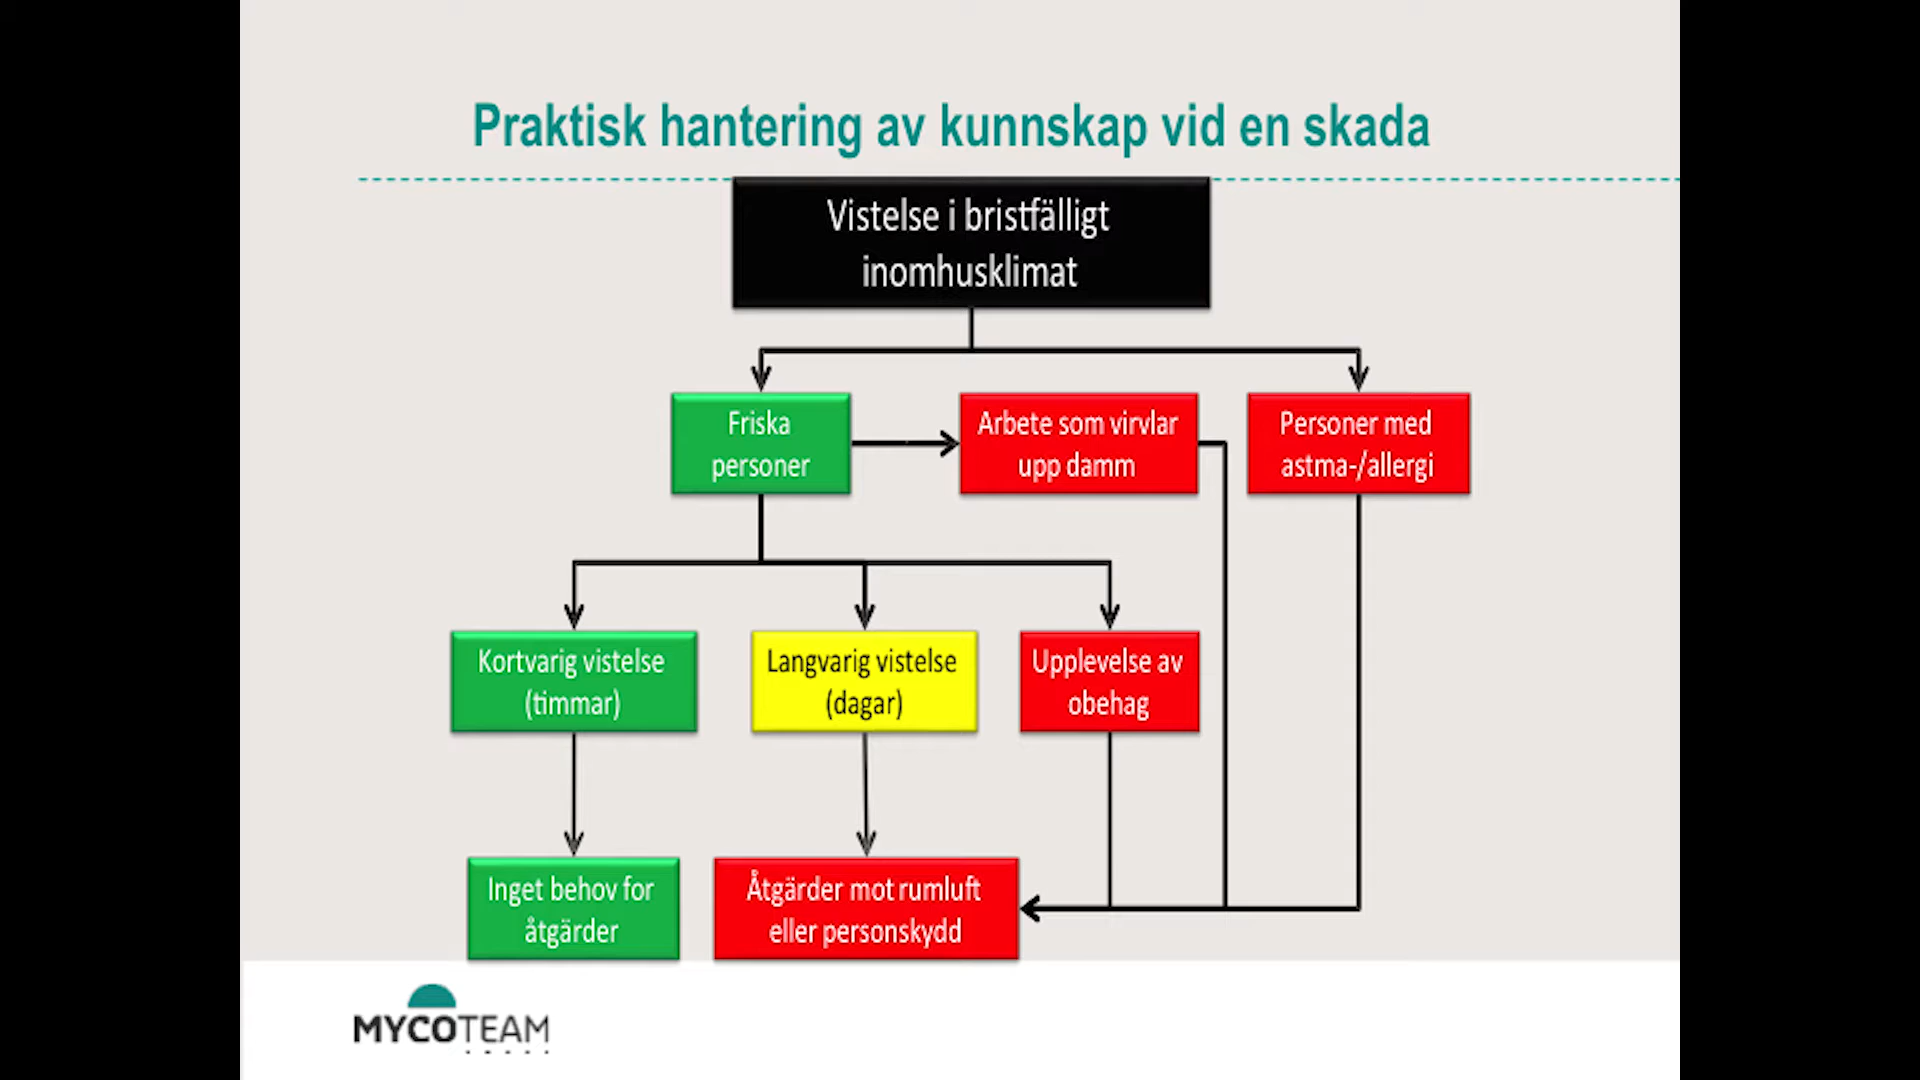 Praktisk hantering av kunnskap vid en skada
Vistelse i bristfälligt
inomhusklimat
Friska
personer
Arbete som virvlar
upp damm
Personer med
astma-/allergi
Kortvarig vistelse
(timmar)
Langvarig vistelse
(dagar)
Upplevelse av
obehag
Inget behov for
åtgärder
Åtgärder mot rumluft
eller personskydd
MYCOTEAM